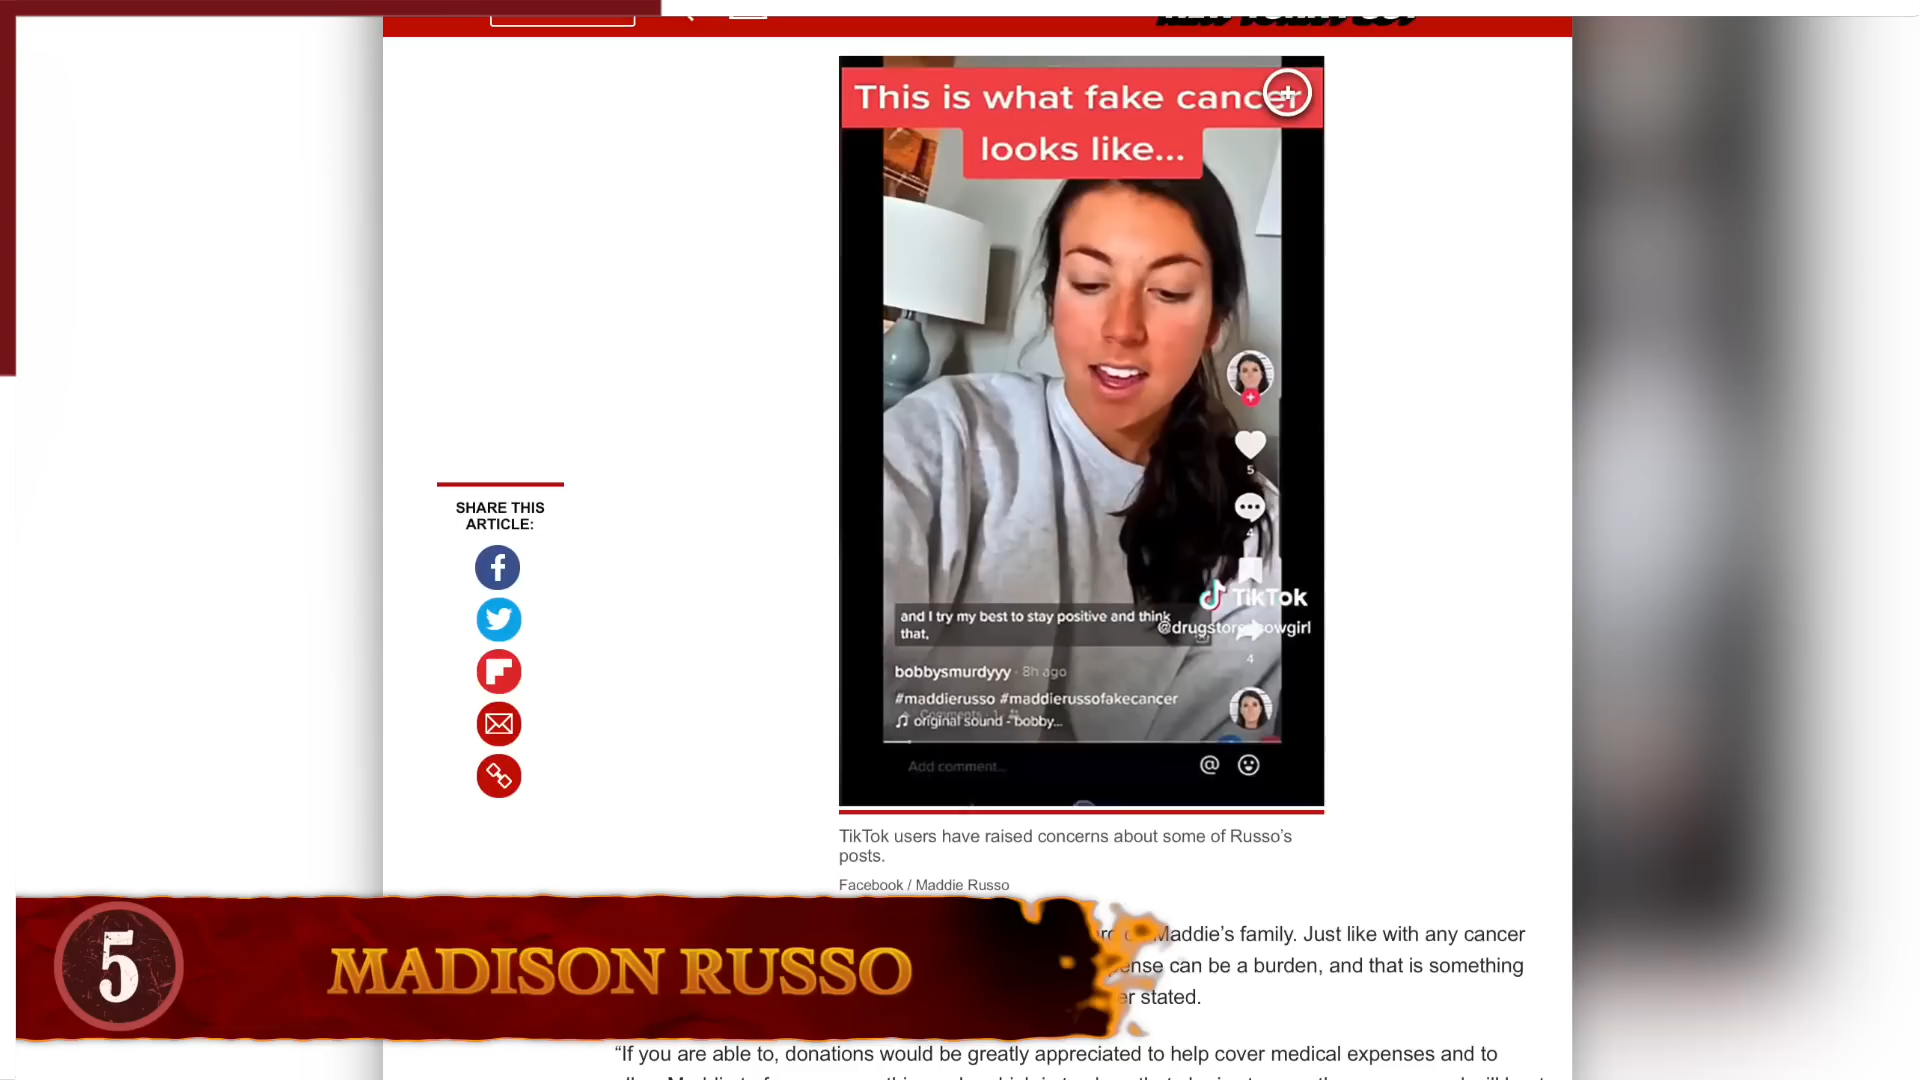 This is what fake cancer
looks like...
SHARE THIS
ARTICLE:
5
4
and I try my best to stay positive and think
that,
TikTok
bobbysmurdyyy · 8h ago
4
#maddierusso #maddierussofakecancer
original sound - bobby...
Add comment...
TikTok users have raised concerns about some of Russo's
posts.
Facebook / Maddie Russo
Maddie's family. Just like with any cancer
can be a burden, and that is something
stated.
5 MADISON RUSSO
“If you are able to, donations would be greatly appreciated to help cover medical expenses and to